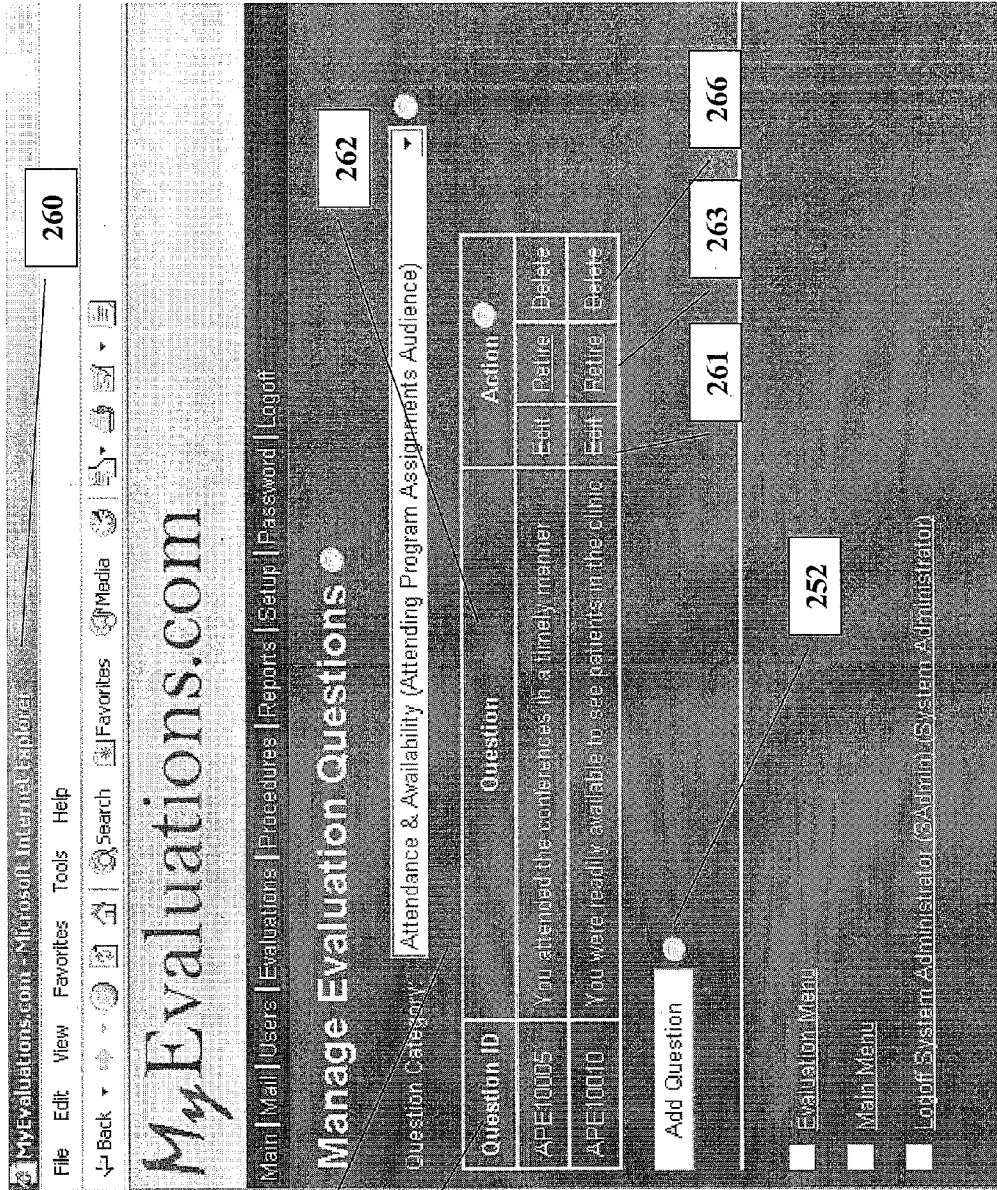 MyEvaluations.com - Microsoft Internet Explorer
260
File Edit View Favorites Tools Help
Back Search Favorites Media
MyEvaluations.com
Main | Mail | Users | Evaluations | Procedures | Reports | Setup | Password | Logoff
Manage Evaluation Questions
262
Question Category: Attendance & Availability (Attending Program Assignments Audience)
Question ID Question Action
APE|0005 You attended the conferences in a timely manner Edit Retire Delete
APE|0010 You were readily available to see patients in the clinic Edit Retire Delete
261 263 266
Add Question
252
Evaluation Menu
Main Menu
Logoff System Administrator (SAdmin) (System Administrator)